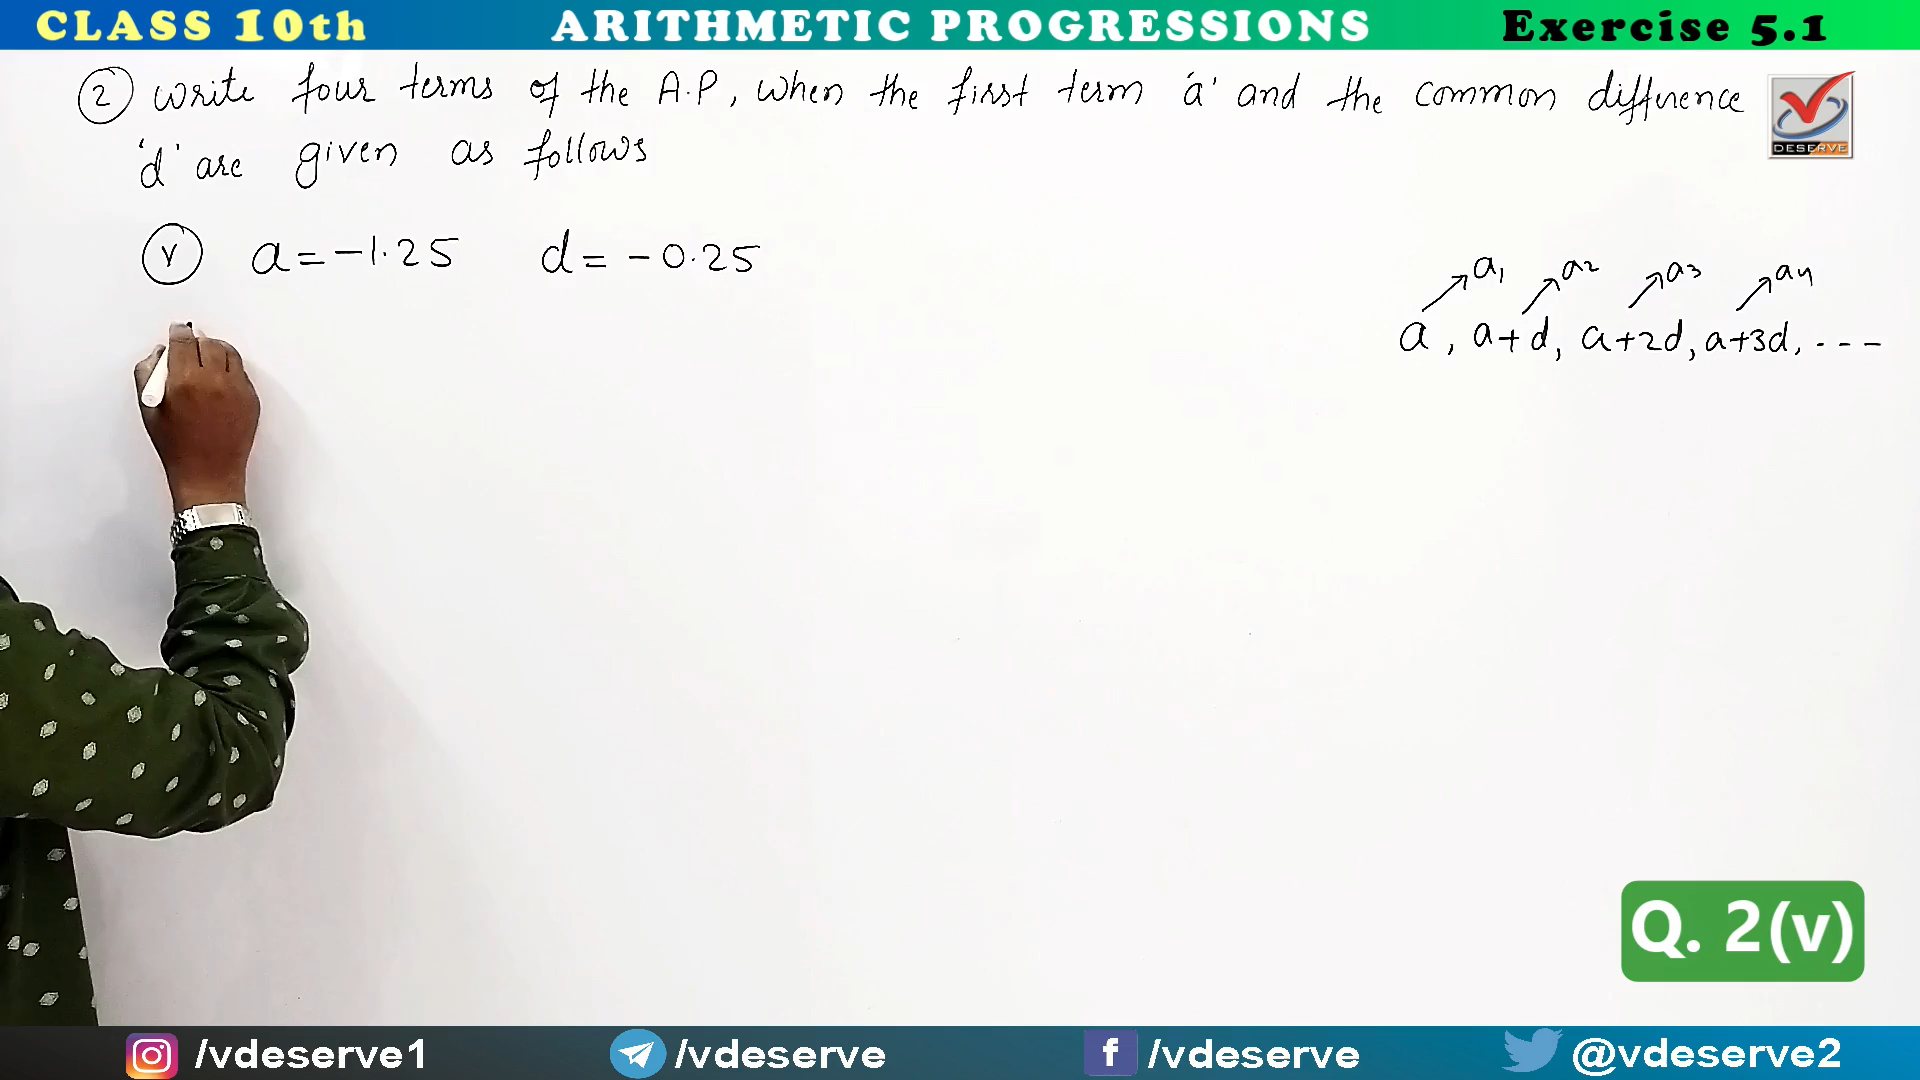 CLASS 10th ARITHMETIC PROGRESSIONS Exercise 5.1
2 Write four terms of the A.P, when the first term 'a' and the common difference
'd' are given as follows
DESERVE
v a = -1.25 d = -0.25
a1 a2 a3 a4
a, a+d, a+2d, a+3d, ---
Q. 2(v)
/vdeserve1 /vdeserve /vdeserve @vdeserve2